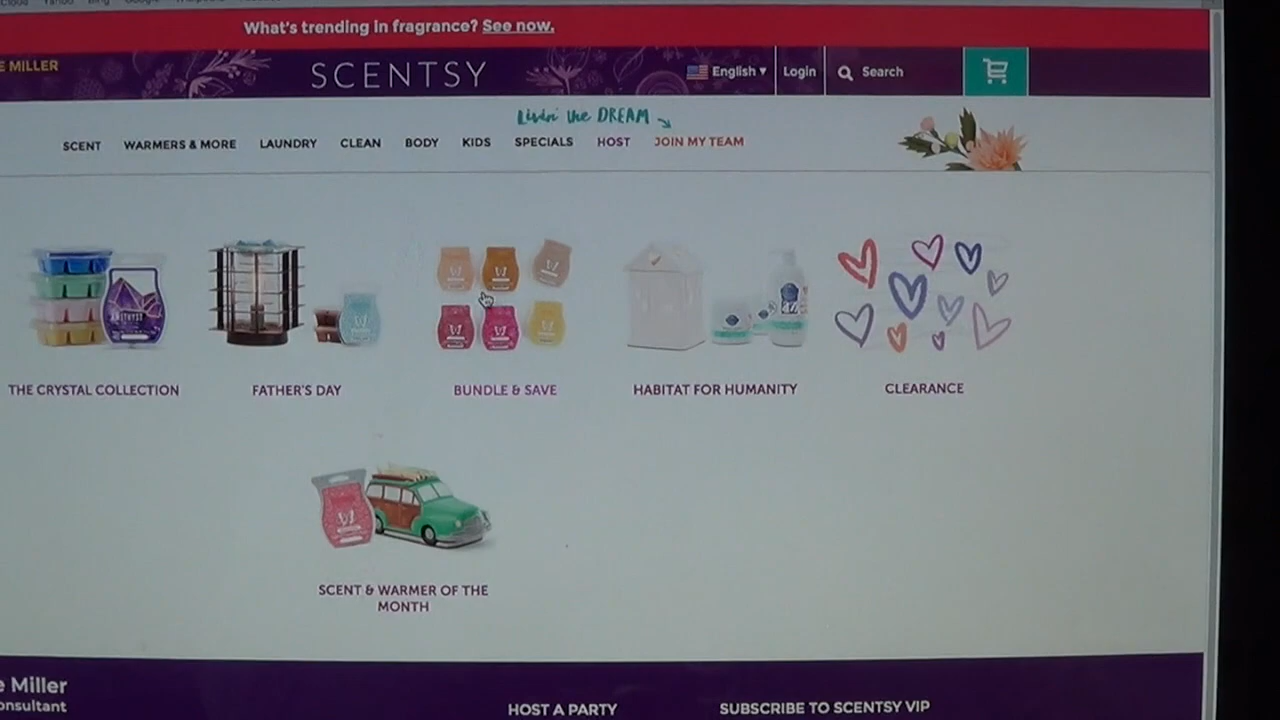 What's trending in fragrance? See now.
E MILLER
SCENTSY
English
Login
Search
Livin' the DREAM
SCENT WARMERS & MORE LAUNDRY CLEAN BODY KIDS SPECIALS HOST JOIN MY TEAM
AMETHYST
THE CRYSTAL COLLECTION
FATHER'S DAY
BUNDLE & SAVE
HABITAT FOR HUMANITY
CLEARANCE
SCENT & WARMER OF THE
MONTH
e Miller
onsultant
HOST A PARTY
SUBSCRIBE TO SCENTSY VIP